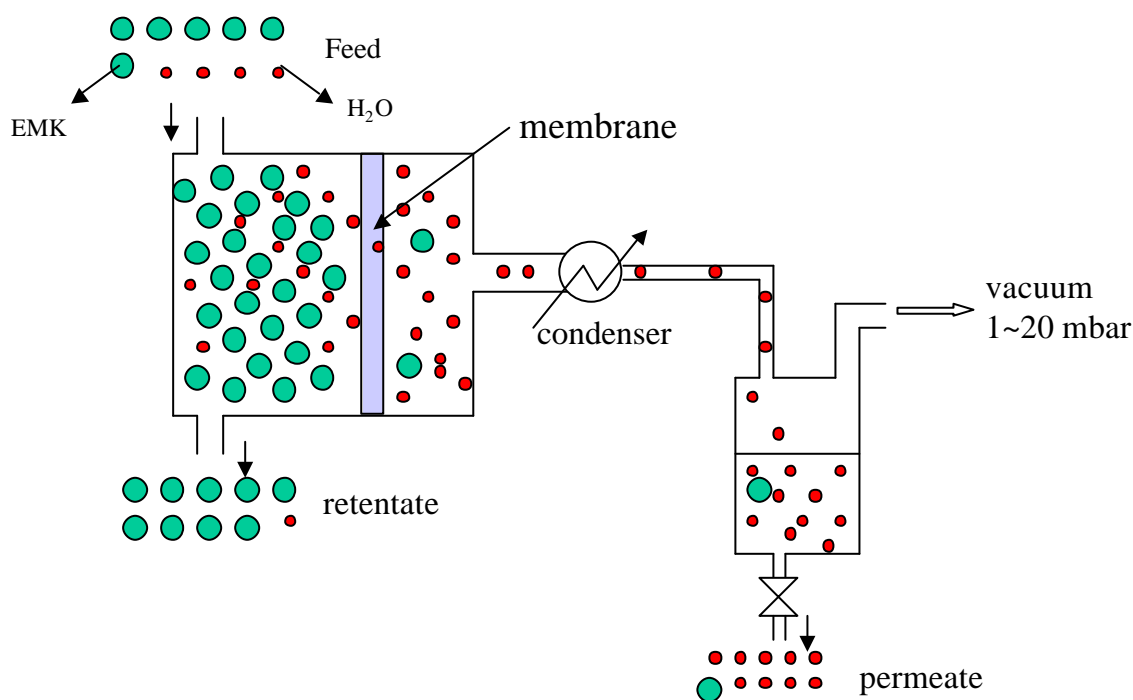 Feed
EMK
H₂O
membrane
condenser
vacuum
1~20 mbar
retentate
permeate